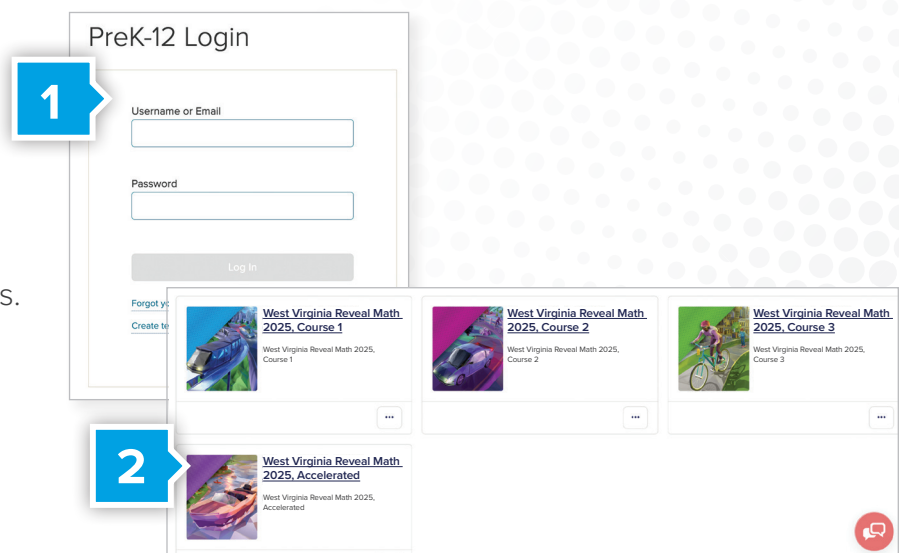 PreK-12 Login
1
Username or Email
Password
Log In
s.
Forgot
Create
West Virginia Reveal Math
2025, Course 1
West Virginia Reveal Math 2025,
Course 1
West Virginia Reveal Math
2025, Course 2
West Virginia Reveal Math 2025,
Course 2
West Virginia Reveal Math
2025, Course 3
West Virginia Reveal Math 2025,
Course 3
...
...
...
2
West Virginia Reveal Math
2025, Accelerated
West Virginia Reveal Math 2025,
Accelerated